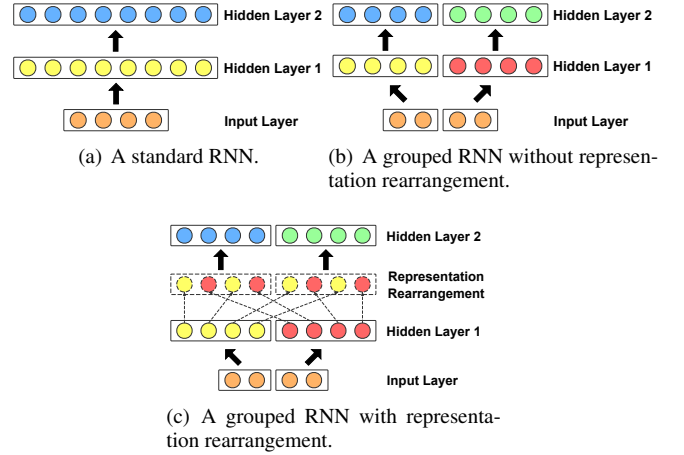 Hidden Layer 2
Hidden Layer 1
Input Layer
(a) A standard RNN.
Hidden Layer 2
Hidden Layer 1
Input Layer
(b) A grouped RNN without represen-
tation rearrangement.
Hidden Layer 2
Representation
Rearrangement
Hidden Layer 1
Input Layer
(c) A grouped RNN with representa-
tion rearrangement.